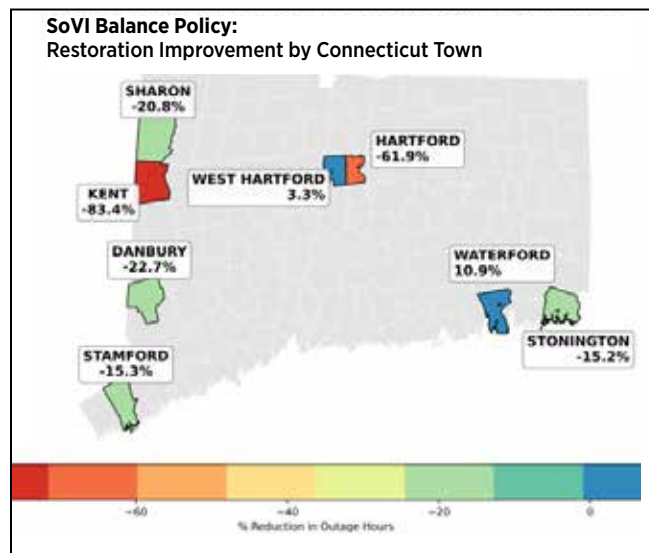 SoVI Balance Policy:
Restoration Improvement by Connecticut Town
SHARON
-20.8%
HARTFORD
-61.9%
WEST HARTFORD
3.3%
KENT
-83.4%
DANBURY
-22.7%
WATERFORD
10.9%
STONINGTON
-15.2%
STAMFORD
-15.3%
−60
−40
−20
0
% Reduction in Outage Hours